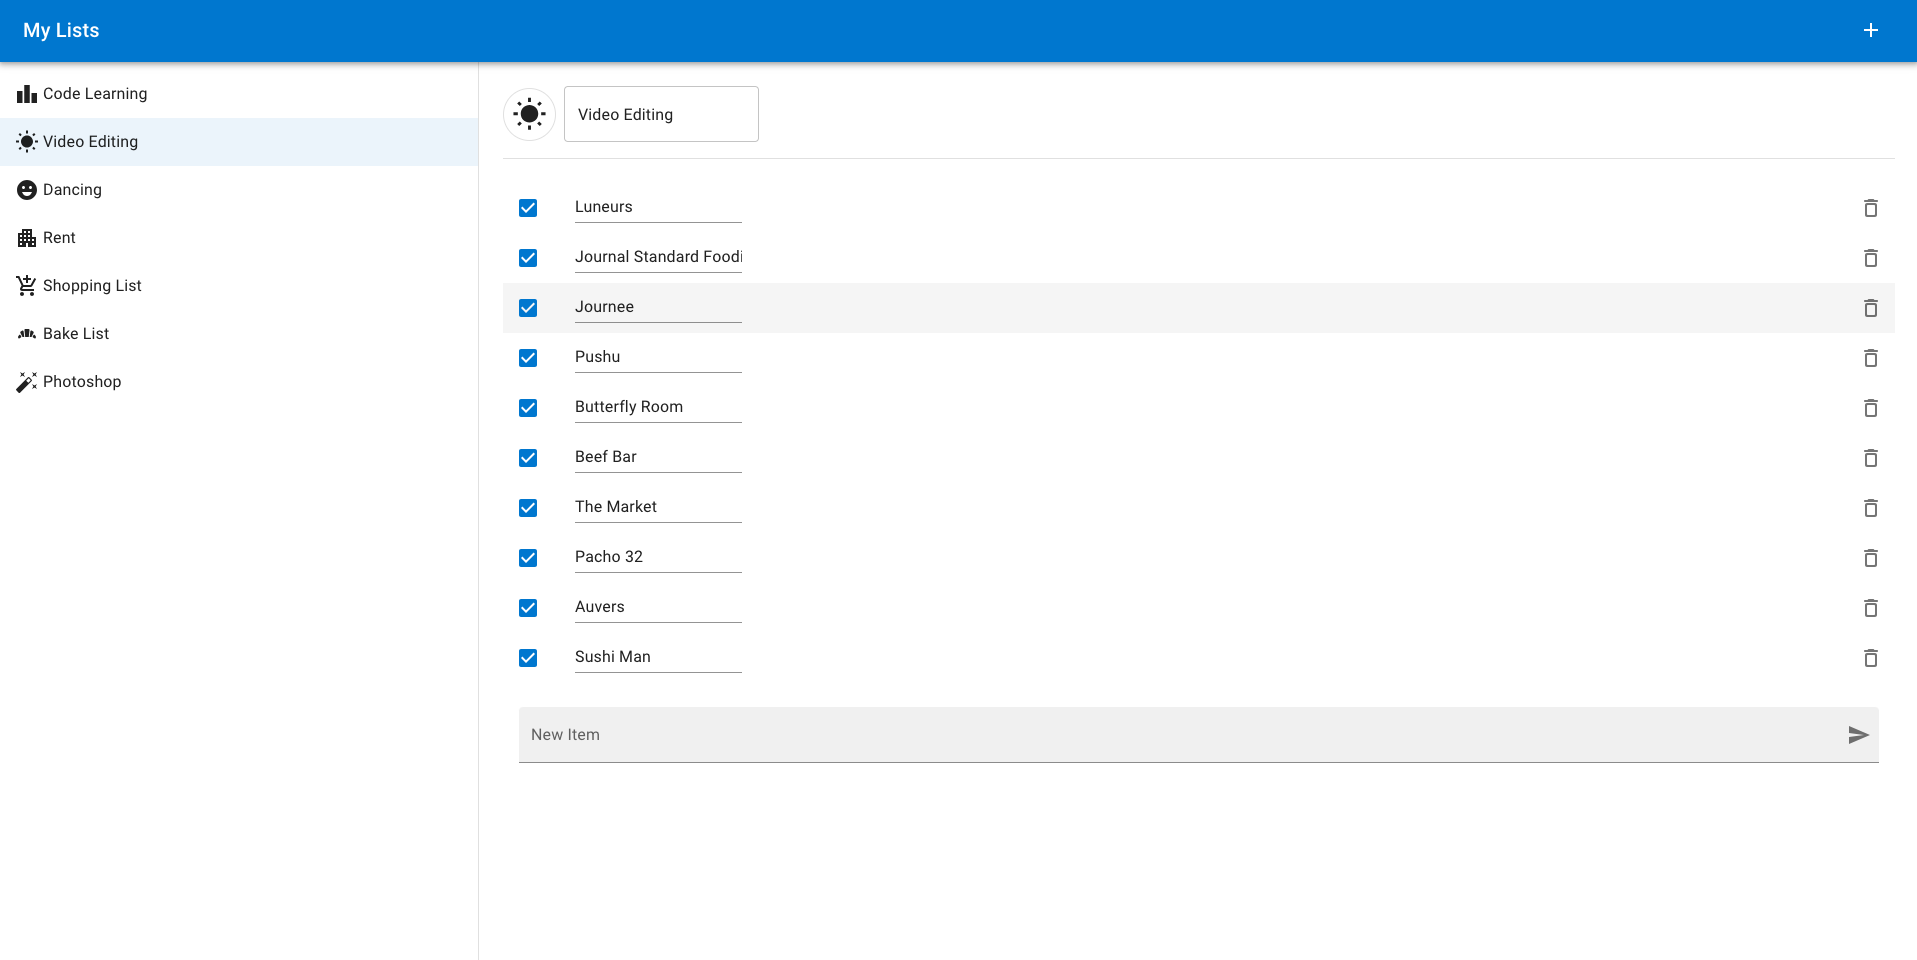 My Lists
Code Learning
Video Editing
Dancing
Rent
Shopping List
Bake List
Photoshop
Video Editing
Luneurs
Journal Standard Foodi
Journee
Pushu
Butterfly Room
Beef Bar
The Market
Pacho 32
Auvers
Sushi Man
New Item